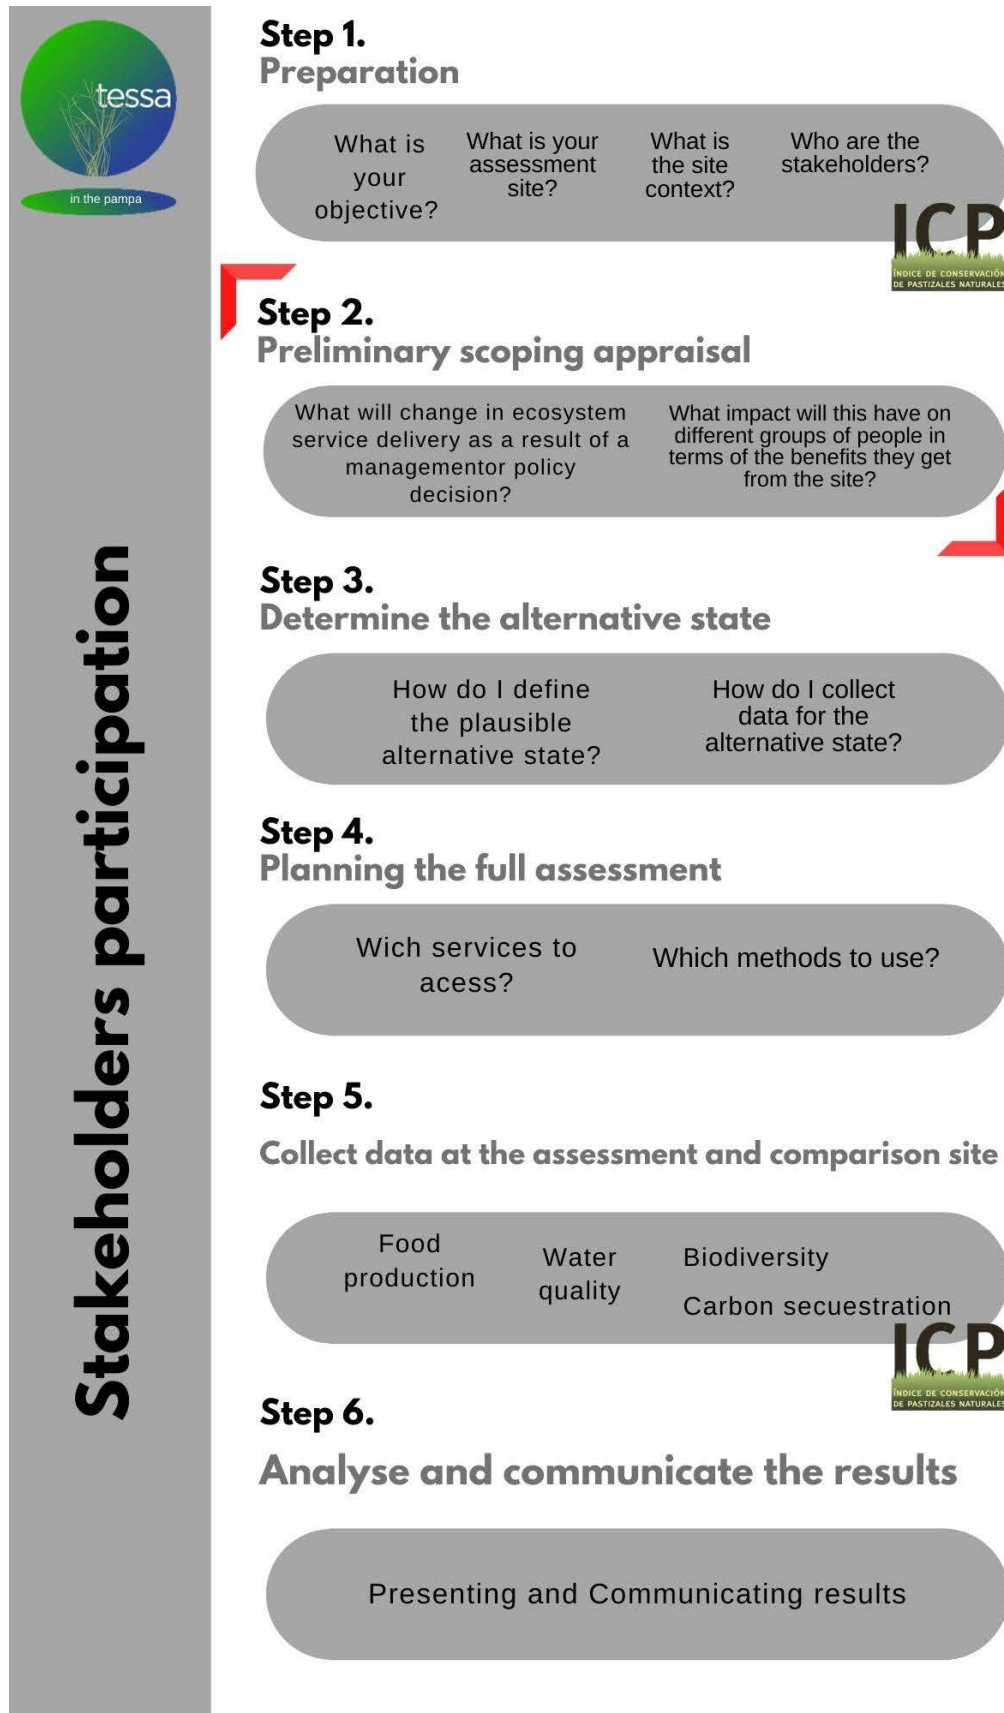 tessa
in the pampa
Stakeholders participation
Step 1.
Preparation
What is
your
objective?
What is your
assessment
site?
What is
the site
context?
Who are the
stakeholders?
ICP
ÍNDICE DE CONSERVACIÓN
DE PASTIZALES NATURALES
Step 2.
Preliminary scoping appraisal
What will change in ecosystem
service delivery as a result of a
managementor policy
decision?
What impact will this have on
different groups of people in
terms of the benefits they get
from the site?
Step 3.
Determine the alternative state
How do I define
the plausible
alternative state?
How do I collect
data for the
alternative state?
Step 4.
Planning the full assessment
Wich services to
acess?
Which methods to use?
Step 5.
Collect data at the assessment and comparison site
Food
production
Water
quality
Biodiversity
Carbon secuestration
ICP
ÍNDICE DE CONSERVACIÓN
DE PASTIZALES NATURALES
Step 6.
Analyse and communicate the results
Presenting and Communicating results